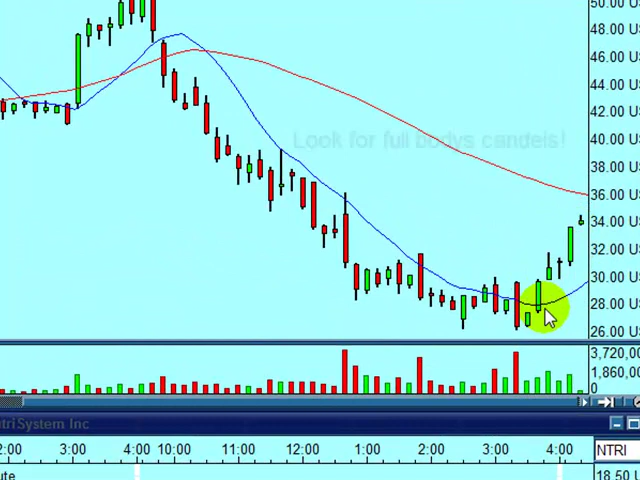 50.00 U
48.00 U
46.00 U
44.00 U
42.00 U
40.00 U
Look for full bodys candels!
38.00 U
36.00 U
34.00 U
32.00 U
30.00 U
28.00 U
26.00 U
3,720,00
1,860,00
0
utriSystem Inc
2:00 3:00 4:00 10:00 11:00 12:00 1:00 2:00 3:00 4:00 NTRI
ute 18.50 U